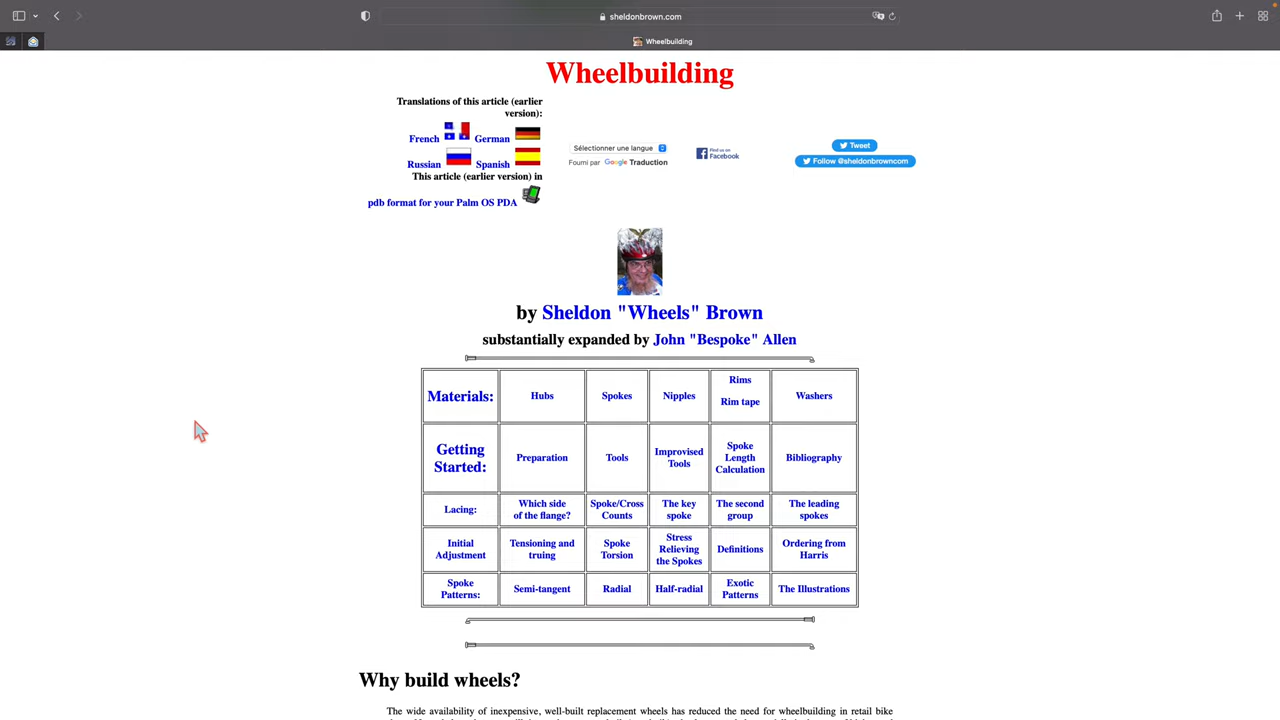 sheldonbrown.com
Wheelbuilding
Wheelbuilding
Translations of this article (earlier
version):
French German
Russian Spanish
This article (earlier version) in
pdb format for your Palm OS PDA
Sélectionner une langue
Fourni par Google Traduction
Find us on
Facebook
Tweet
Follow @sheldonbrowncom
by Sheldon "Wheels" Brown
substantially expanded by John "Bespoke" Allen
Materials: Hubs Spokes Nipples Rims Rim tape Washers
Getting Started: Preparation Tools Improvised Tools Spoke Length Calculation Bibliography
Lacing: Which side of the flange? Spoke/Cross Counts The key spoke The second group The leading spokes
Initial Adjustment Tensioning and truing Spoke Torsion Stress Relieving the Spokes Definitions Ordering from Harris
Spoke Patterns: Semi-tangent Radial Half-radial Exotic Patterns The Illustrations
Why build wheels?
The wide availability of inexpensive, well-built replacement wheels has reduced the need for wheelbuilding in retail bike